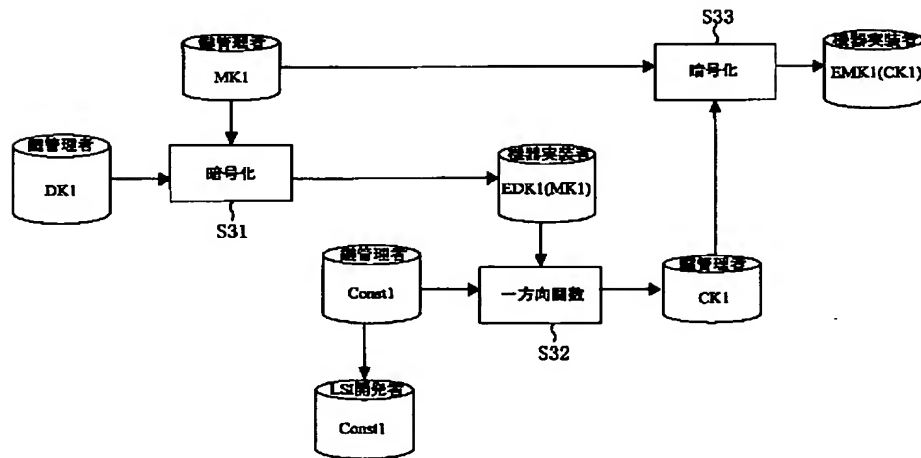 S33
鍵管理者
MK1
暗号化
機器実装者
EMK1(CK1)
鍵管理者
DK1
暗号化
S31
機器実装者
EDK1(MK1)
鍵管理者
Const1
一方向関数
S32
鍵管理者
CK1
LSI開発者
Const1